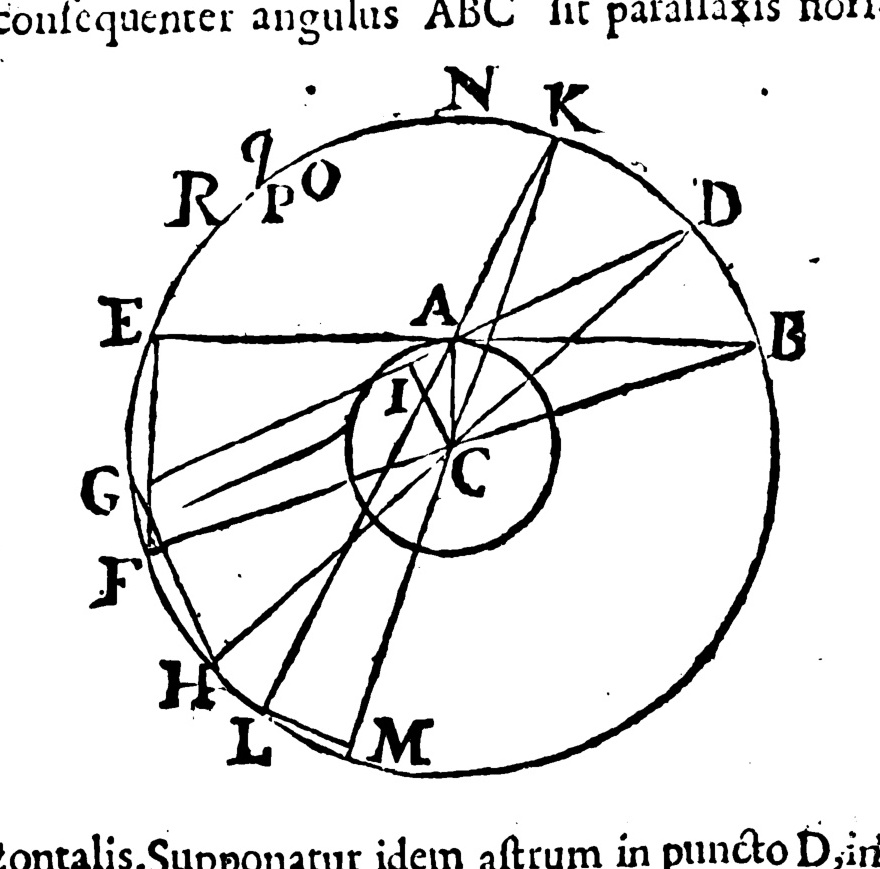 conſequenter angulus ABC ſit parallaxis hori-
N K
q
R P O D
E A B
I
G C
F
H
L M
zontalis. Supponatur idem aſtrum in puncto D, in